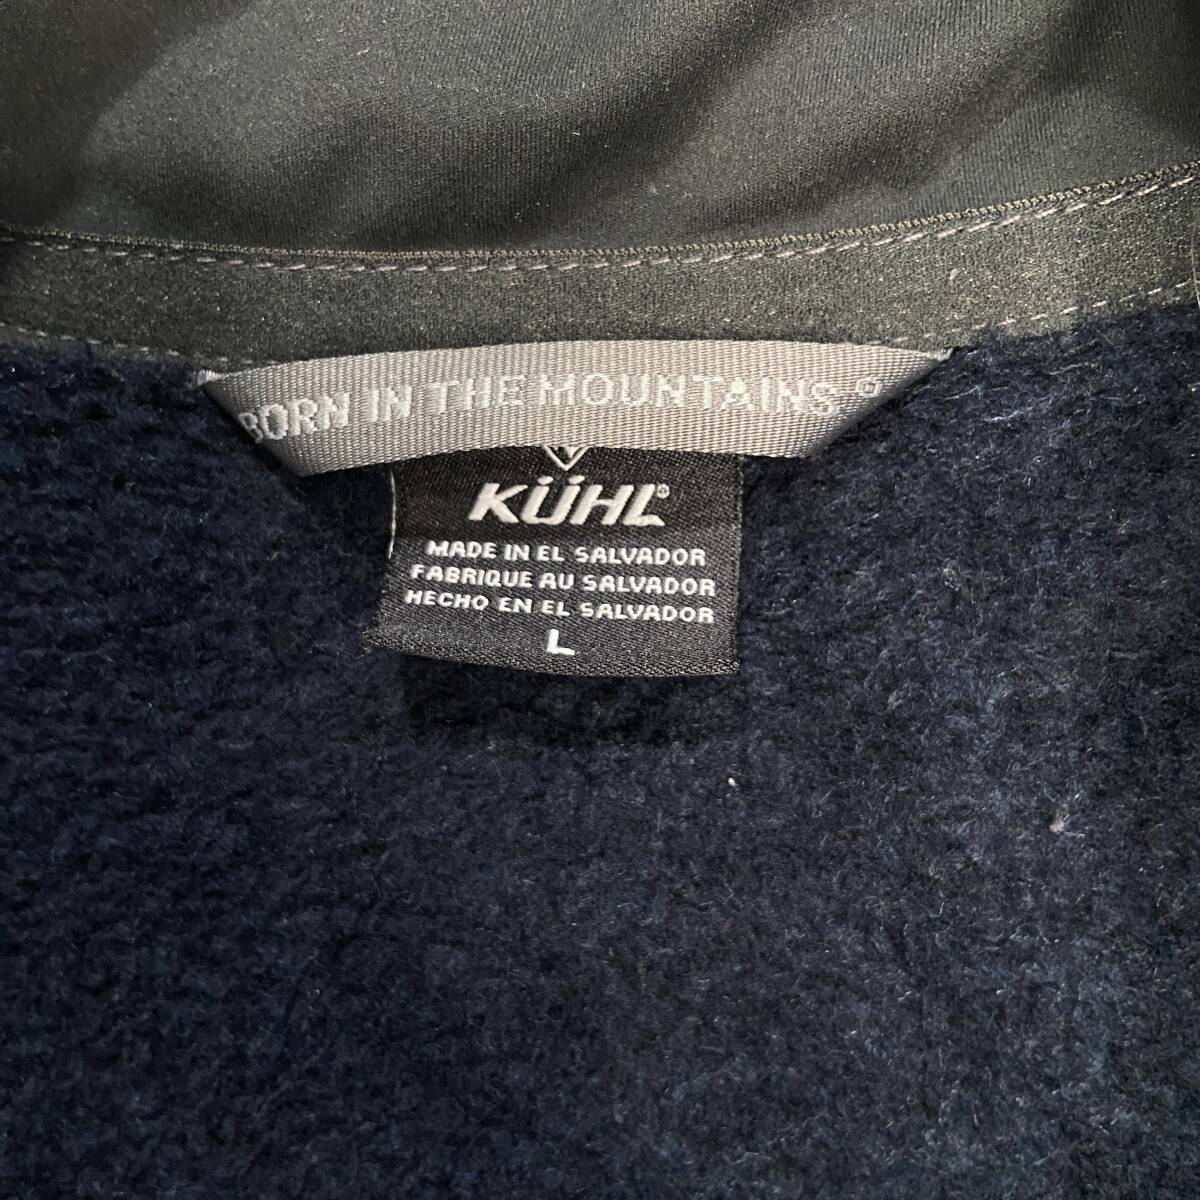 BORN IN THE MOUNTAINS®
KÜHL®
MADE IN EL SALVADOR
FABRIQUE AU SALVADOR
HECHO EN EL SALVADOR
L